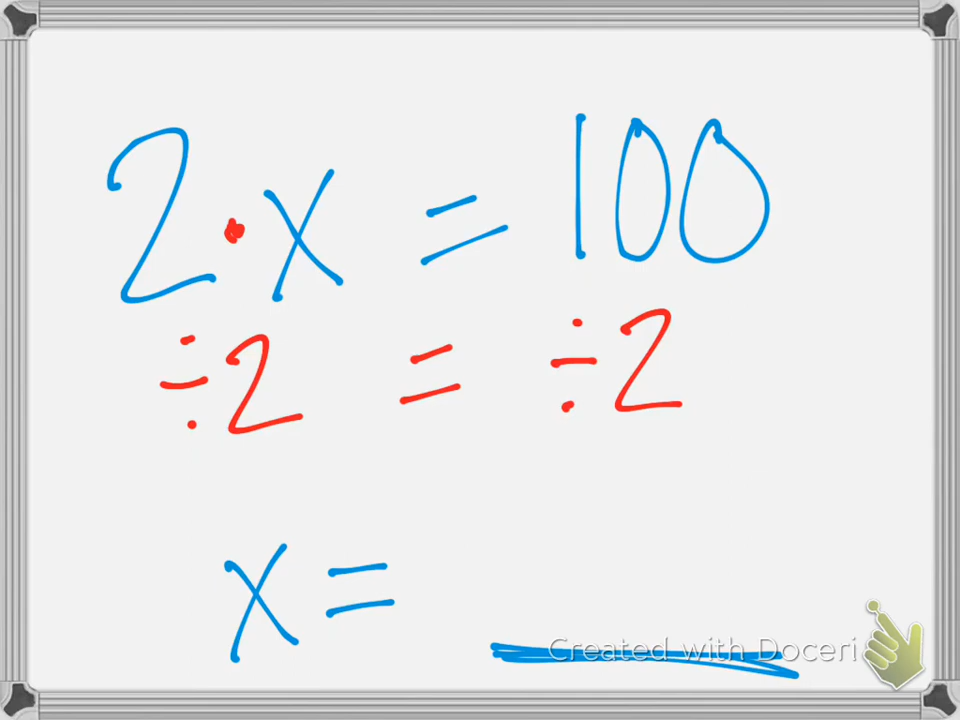 2 · x = 100
÷2 = ÷2
x =
Created with Doceri